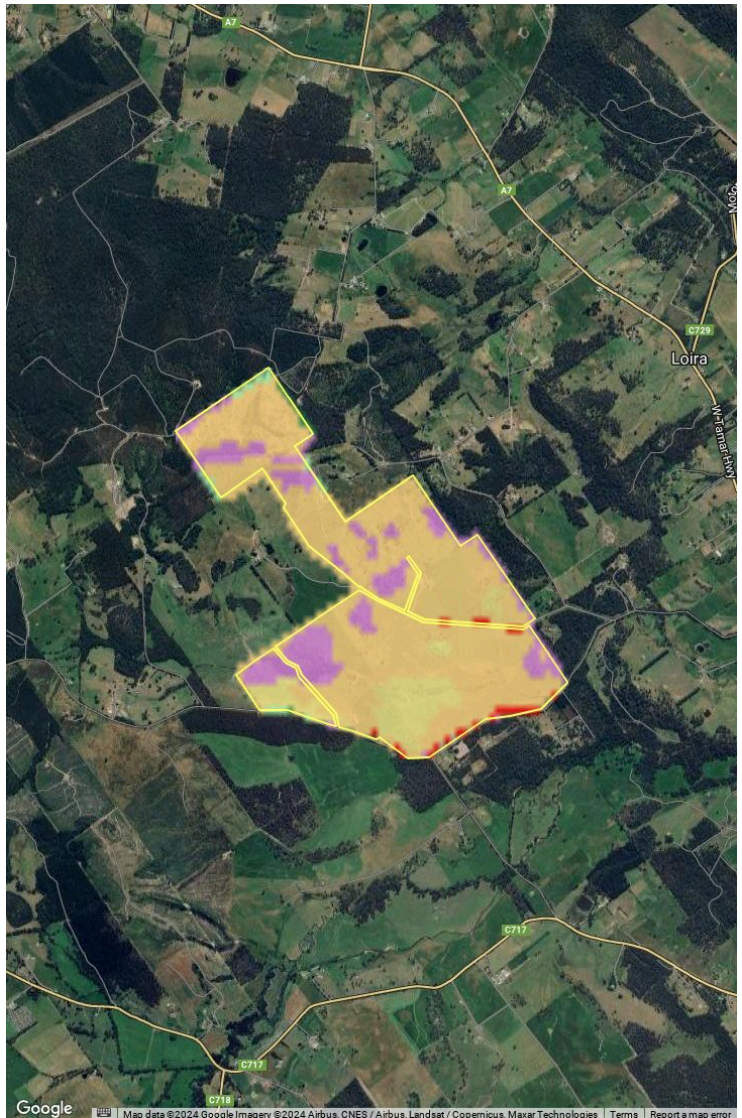 A7
A7
Moto
C729
Loira
W-Tamar-Hwy
C717
C717
C718
Google
Map data ©2024 Google Imagery ©2024 Airbus, CNES / Airbus, Landsat / Copernicus, Maxar Technologies
Terms
Report a map error